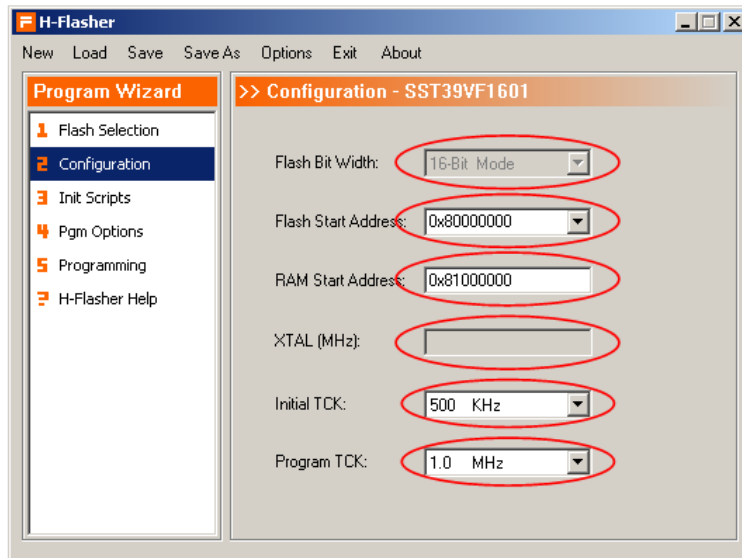 H-Flasher
New Load Save Save As Options Exit About
Program Wizard
1 Flash Selection
2 Configuration
3 Init Scripts
4 Pgm Options
5 Programming
? H-Flasher Help
>> Configuration - SST39VF1601
Flash Bit Width: 16-Bit Mode
Flash Start Address: 0x80000000
RAM Start Address: 0x81000000
XTAL (MHz):
Initial TCK: 500 KHz
Program TCK: 1.0 MHz